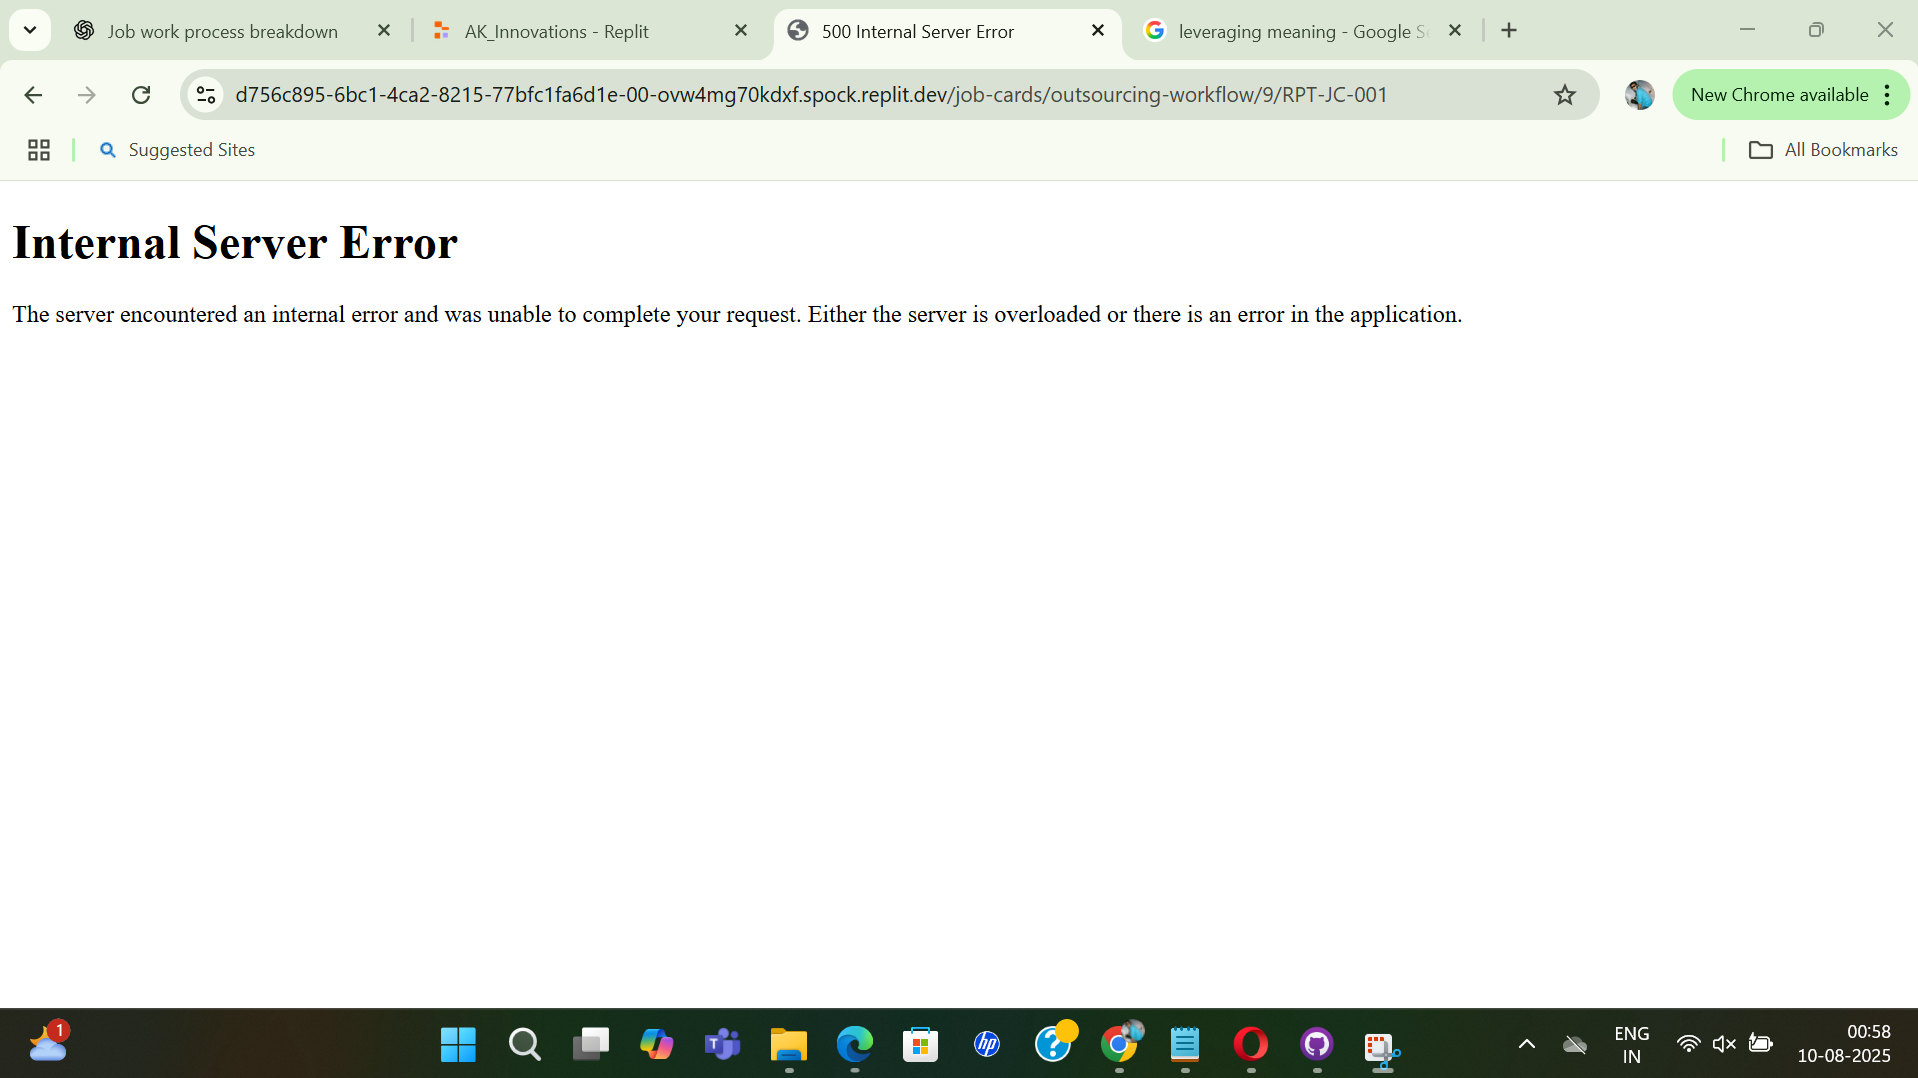 Job work process breakdown
AK_Innovations - Replit
500 Internal Server Error
leveraging meaning - Google S
d756c895-6bc1-4ca2-8215-77bfc1fa6d1e-00-ovw4mg70kdxf.spock.replit.dev/job-cards/outsourcing-workflow/9/RPT-JC-001
New Chrome available
Suggested Sites
All Bookmarks
Internal Server Error
The server encountered an internal error and was unable to complete your request. Either the server is overloaded or there is an error in the application.
1
hp
ENG
IN
00:58
10-08-2025